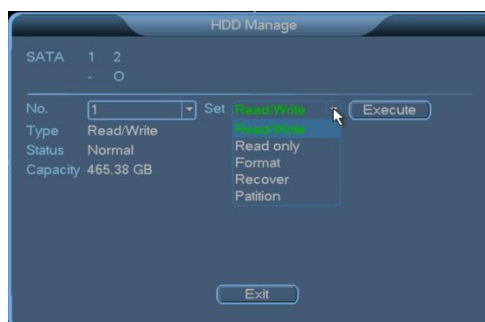 HDD Manage
SATA 1 2
- O
No. 1 Set Read/Write Execute
Type Read/Write Read/Write
Status Normal Read only
Format
Capacity 465.38 GB Recover
Patition
Exit